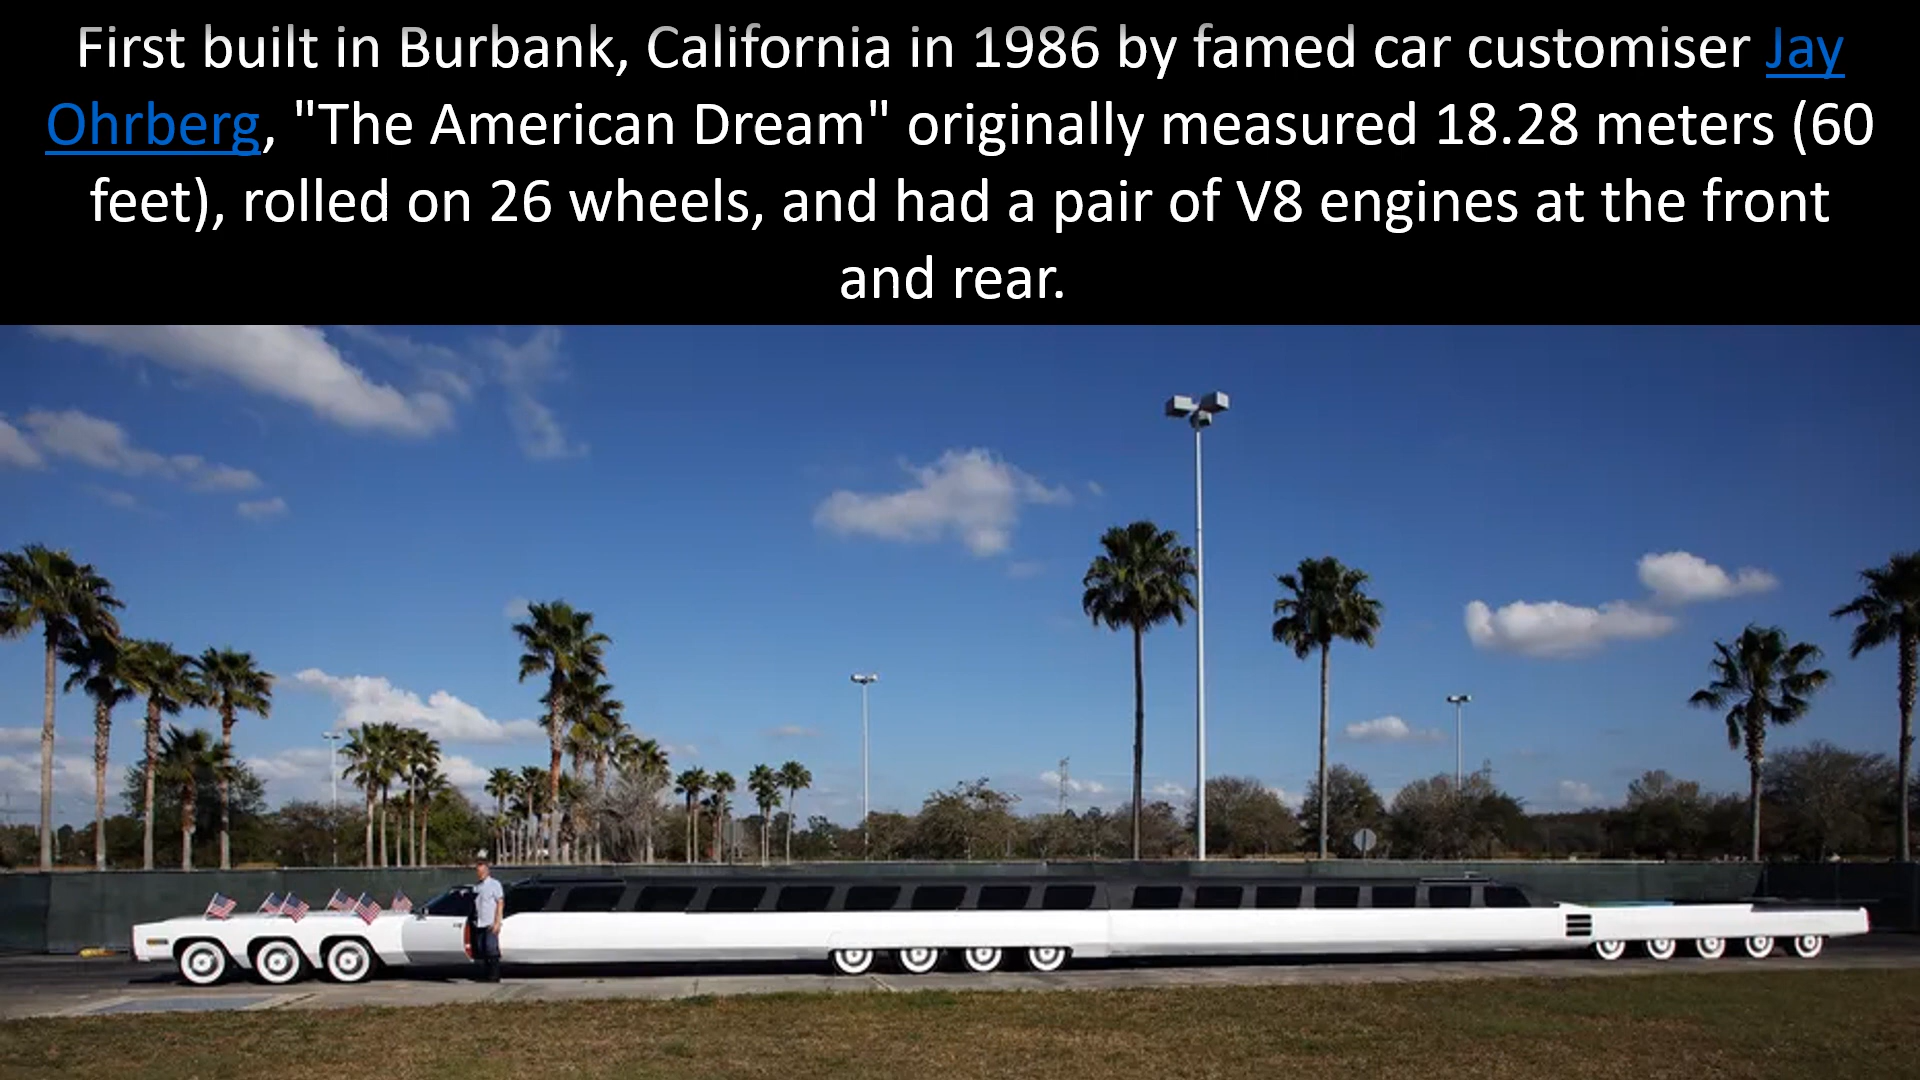 First built in Burbank, California in 1986 by famed car customiser Jay
Ohrberg, "The American Dream" originally measured 18.28 meters (60
feet), rolled on 26 wheels, and had a pair of V8 engines at the front
and rear.